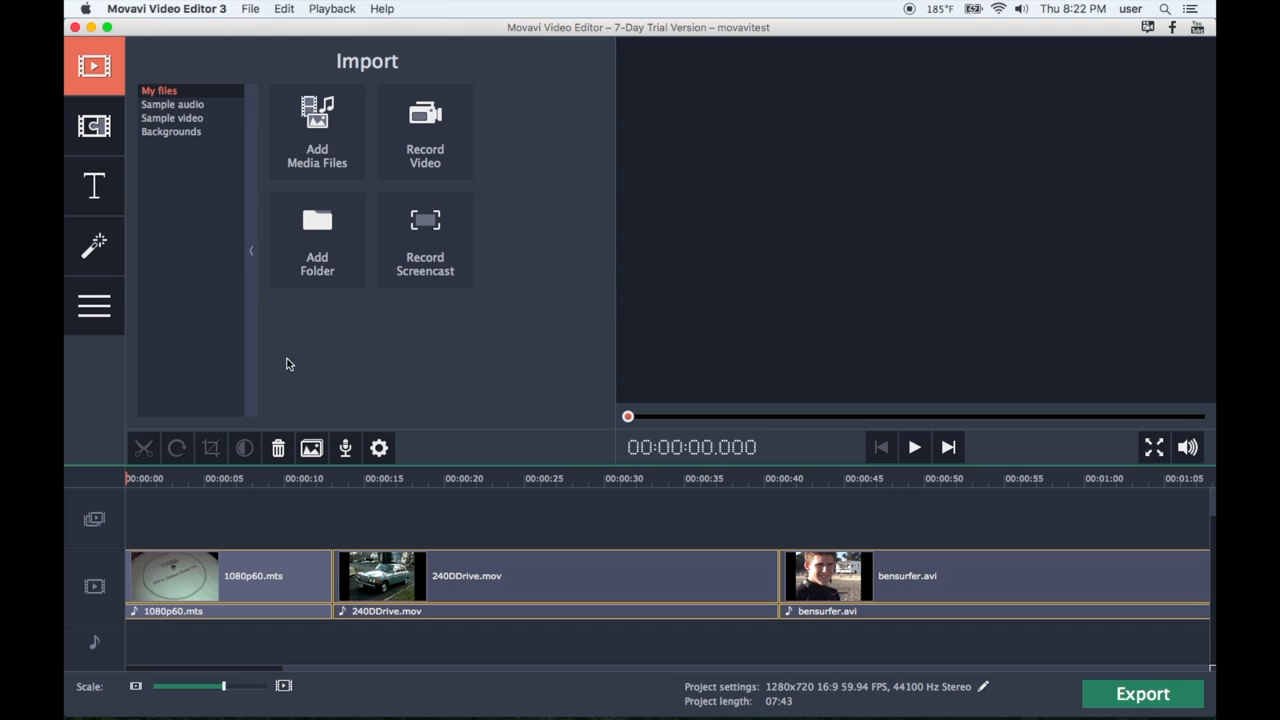 Movavi Video Editor 3 File Edit Playback Help 185°F Thu 8:22 PM user
Movavi Video Editor – 7-Day Trial Version – movavitest
Import
My files
Sample audio
Sample video
Backgrounds
Add
Media Files
Record
Video
Add
Folder
Record
Screencast
00:00:00.000
00:00:00 00:00:05 00:00:10 00:00:15 00:00:20 00:00:25 00:00:30 00:00:35 00:00:40 00:00:45 00:00:50 00:00:55 00:01:00 00:01:05
1080p60.mts 240DDrive.mov bensurfer.avi
1080p60.mts 240DDrive.mov bensurfer.avi
Scale:
Project settings: 1280x720 16:9 59.94 FPS, 44100 Hz Stereo
Project length: 07:43
Export